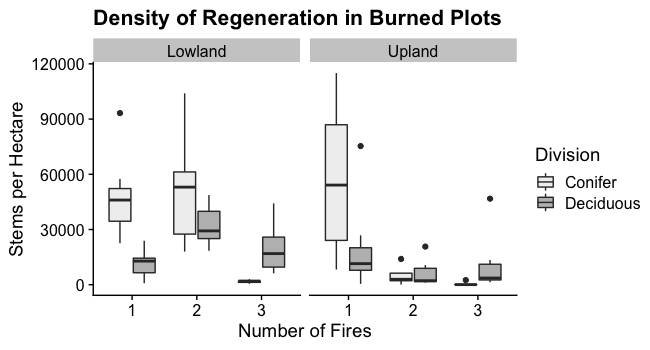 Density of Regeneration in Burned Plots
Lowland
Upland
120000
90000
60000
30000
0
Stems per Hectare
1
2
3
1
2
3
Number of Fires
Division
Conifer
Deciduous